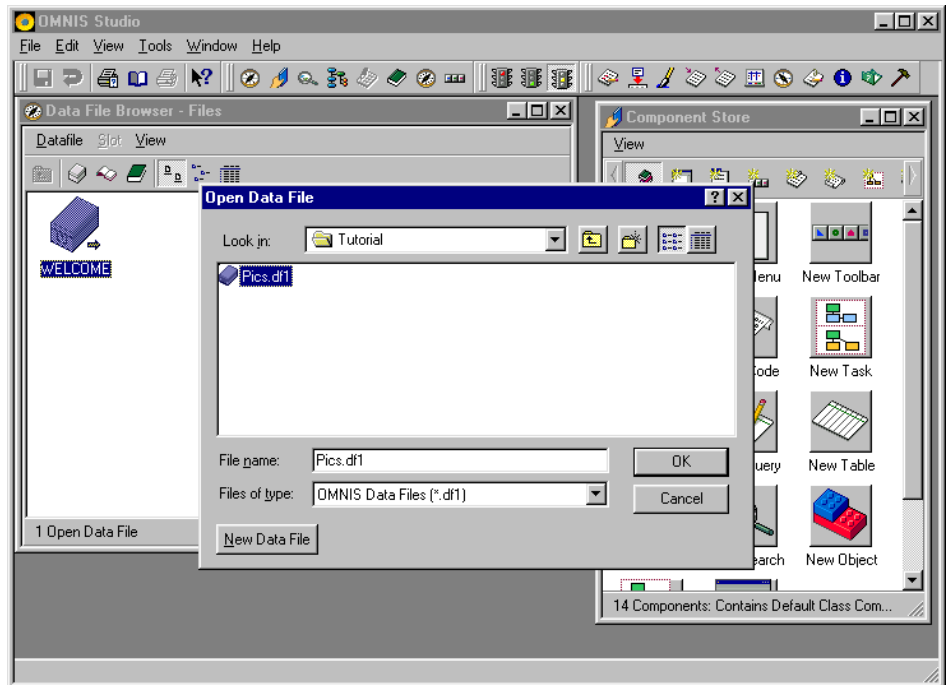 OMNIS Studio
File Edit View Tools Window Help
Data File Browser - Files
Datafile Slot View
WELCOME
1 Open Data File
Component Store
View
Menu New Toolbar
Code New Task
Query New Table
Search New Object
14 Components: Contains Default Class Com...
Open Data File
Look in: Tutorial
Pics.df1
File name: Pics.df1 OK
Files of type: OMNIS Data Files (*.df1) Cancel
New Data File